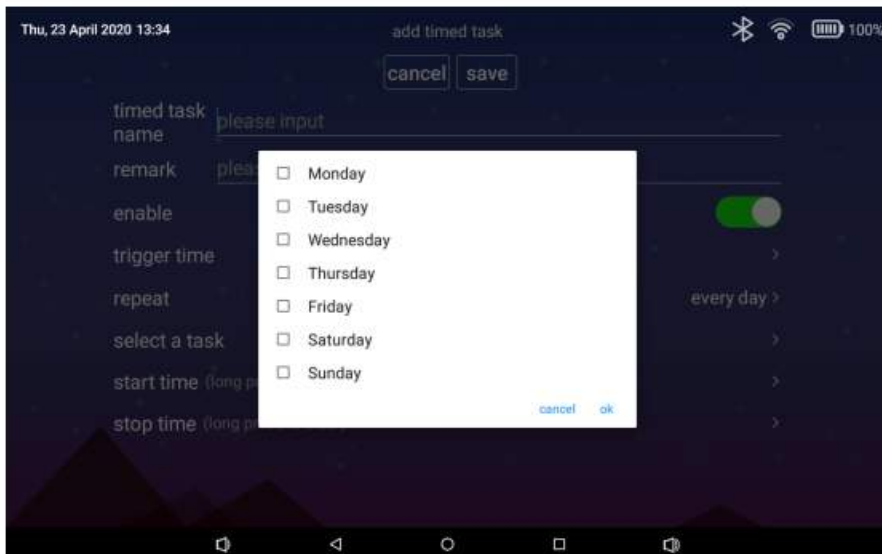 Thu, 23 April 2020 13:34
add timed task
100%
cancel save
timed task
name
please input
remark
enable
trigger time
repeat
every day
select a task
start time (long
stop time (long
Monday
Tuesday
Wednesday
Thursday
Friday
Saturday
Sunday
cancel ok